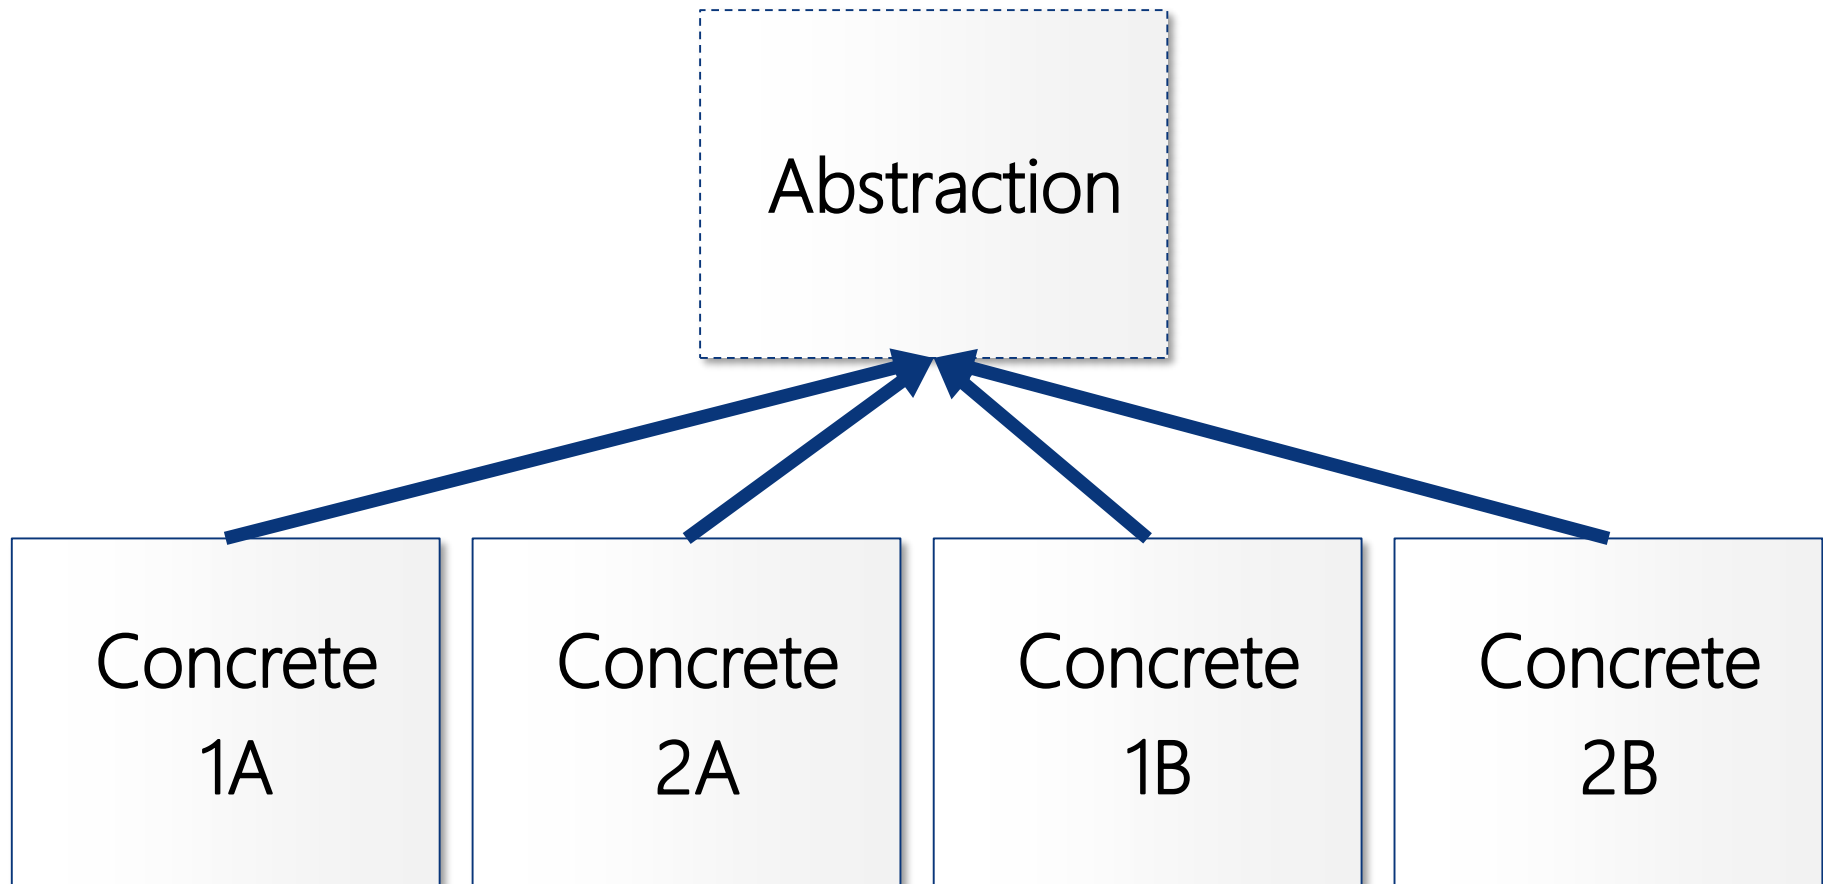 Abstraction
Concrete
1A
Concrete
2A
Concrete
1B
Concrete
2B